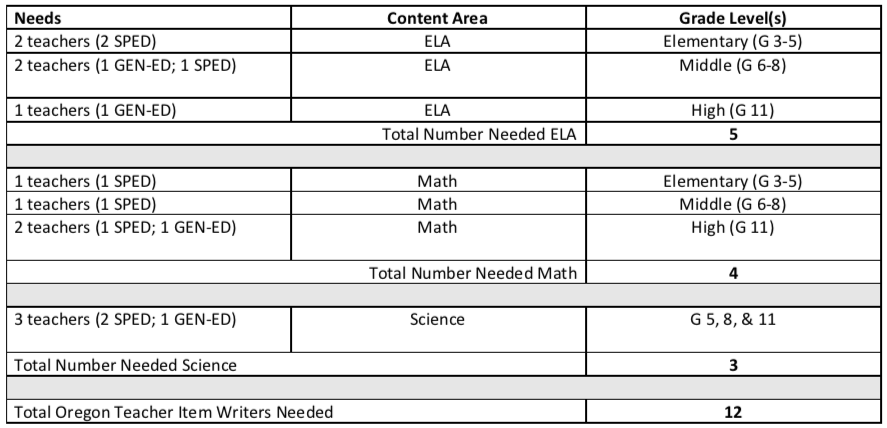 Needs Content Area Grade Level(s)
2 teachers (2 SPED) ELA Elementary (G 3-5)
2 teachers (1 GEN-ED; 1 SPED) ELA Middle (G 6-8)
1 teachers (1 GEN-ED) ELA High (G 11)
Total Number Needed ELA 5
1 teachers (1 SPED) Math Elementary (G 3-5)
1 teachers (1 SPED) Math Middle (G 6-8)
2 teachers (1 SPED; 1 GEN-ED) Math High (G 11)
Total Number Needed Math 4
3 teachers (2 SPED; 1 GEN-ED) Science G 5, 8, & 11
Total Number Needed Science 3
Total Oregon Teacher Item Writers Needed 12